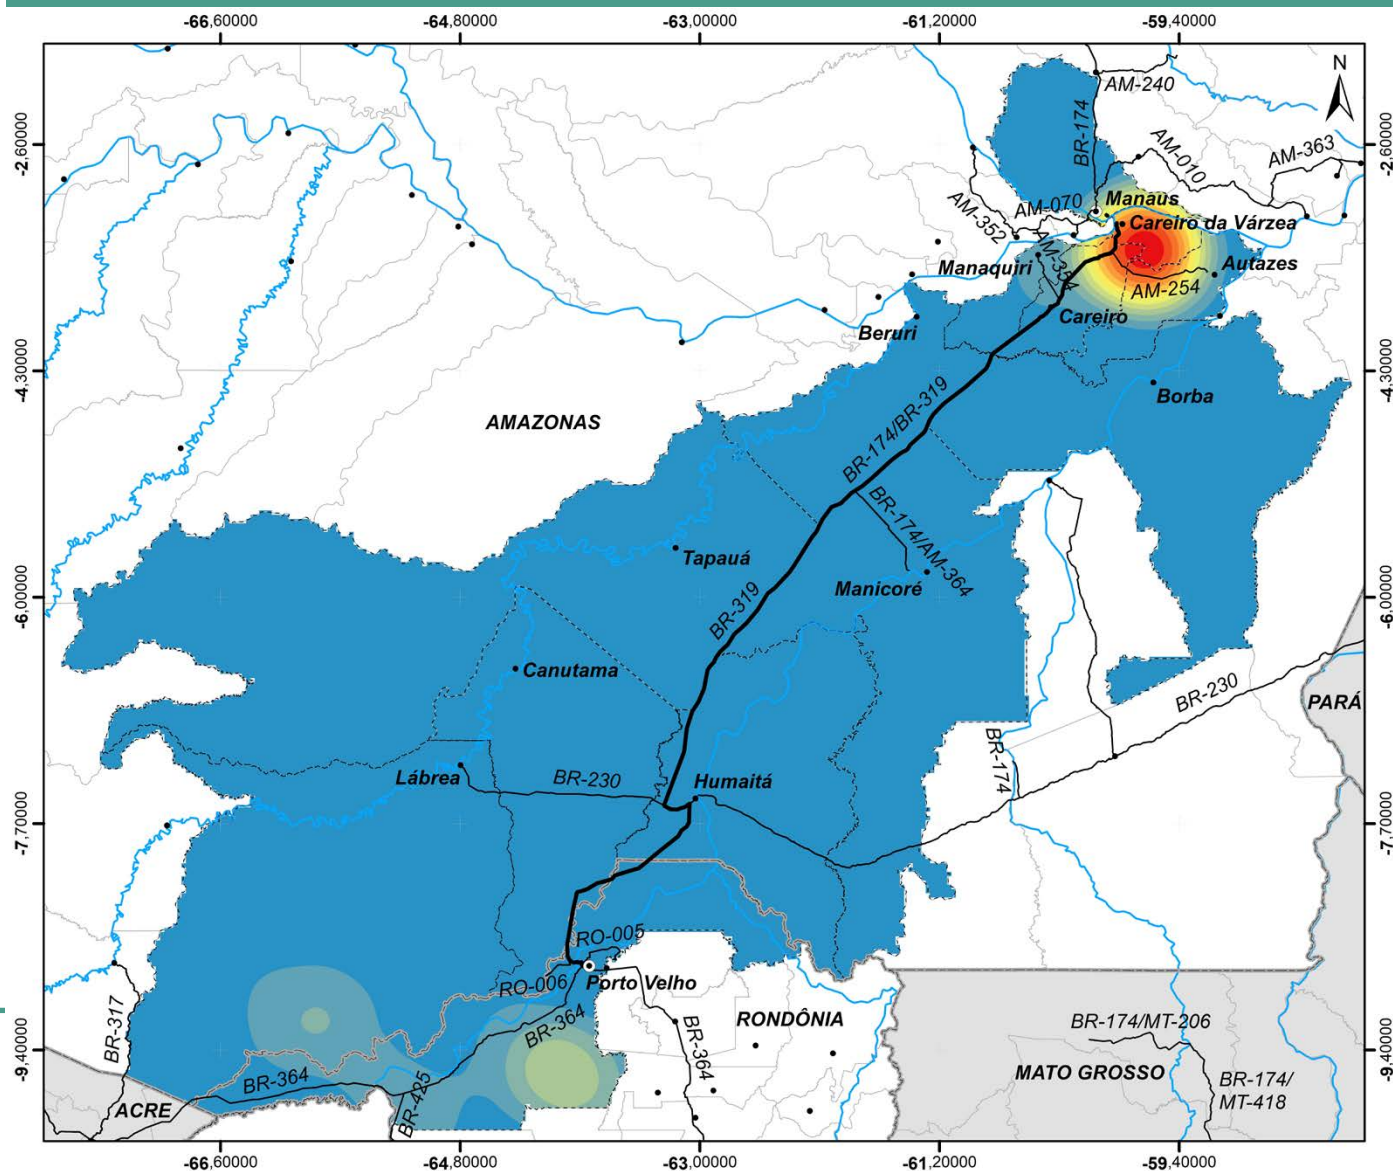 -66,60000
-64,80000
-63,00000
-61,20000
-59,40000
N
AM-240
BR-174
-2,60000
-2,60000
AM-010
AM-363
AM-352
AM-070
Manaus
Careiro da Várzea
AM-354
Manaquiri
Autazes
AM-254
Careiro
Beruri
-4,30000
-4,30000
Borba
AMAZONAS
BR-174/BR-319
BR-174/AM-364
Tapauá
Manicoré
-6,00000
-6,00000
BR-319
Canutama
BR-230
PARÁ
BR-174
Lábrea
BR-230
Humaitá
-7,70000
-7,70000
RO-005
RO-006
Porto Velho
BR-317
BR-364
BR-364
RONDÔNIA
BR-174/MT-206
-9,40000
-9,40000
MATO GROSSO
BR-364
BR-425
BR-174/
MT-418
ACRE
-66,60000
-64,80000
-63,00000
-61,20000
-59,40000